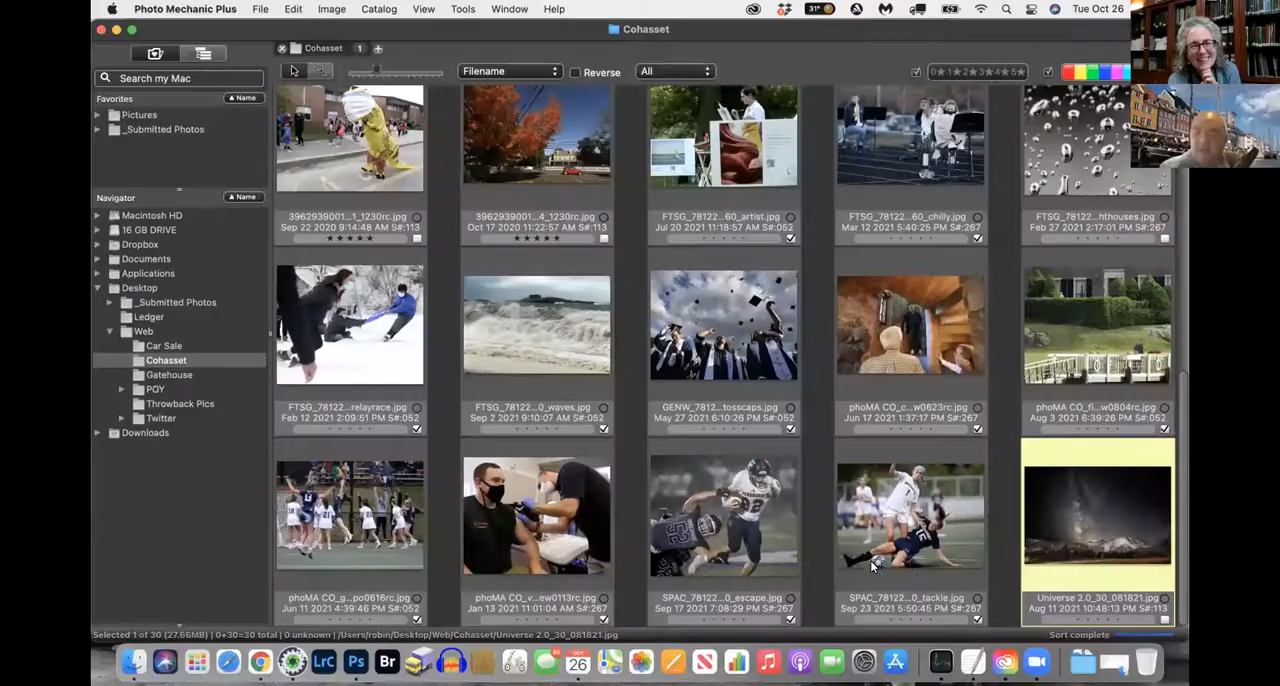 Photo Mechanic Plus File Edit Image Catalog View Tools Window Help
31°
Tue Oct 26
Cohasset
Cohasset 1
Search my Mac
Filename
Reverse
All
Favorites
Name
Pictures
_Submitted Photos
Navigator
Name
Macintosh HD
16 GB DRIVE
Dropbox
Documents
Applications
Desktop
_Submitted Photos
Ledger
Web
Car Sale
Cohasset
Gatehouse
POY
Throwback Pics
Twitter
Downloads
3962939001...1_1230rc.jpg
Sep 22 2020 9:14:48 AM S#:113
3962939001...4_1230rc.jpg
Oct 17 2020 11:22:57 AM S#:113
FTSG_78122...60_artist.jpg
Jul 20 2021 11:18:57 AM S#:052
FTSG_78122...60_chilly.jpg
Mar 12 2021 5:40:25 PM S#:267
FTSG_78122...hthouses.jpg
Feb 27 2021 2:17:01 PM S#:267
FTSG_78122...relayrace.jpg
Feb 12 2021 2:09:51 PM S#:052
FTSG_78122...0_waves.jpg
Sep 2 2021 9:10:07 AM S#:052
GENW_7812...tosscaps.jpg
May 27 2021 6:10:26 PM S#:052
phoMA CO_c...w0623rc.jpg
Jun 11 2021 1:37:17 PM S#:267
phoMA CO_fi...w0804rc.jpg
Aug 3 2021 6:39:26 PM S#:052
phoMA CO_g...po0616rc.jpg
Jun 11 2021 4:39:46 PM S#:052
phoMA CO_v...ew0113rc.jpg
Jan 13 2021 11:01:04 AM S#:267
SPAC_78122...0_escape.jpg
Sep 17 2021 7:08:29 PM S#:267
SPAC_78122...0_tackle.jpg
Sep 23 2021 5:50:45 PM S#:267
Universe 2.0_30_081821.jpg
Aug 11 2021 10:48:13 PM S#:113
Selected 1 of 30 (27.66MB) | 0+30=30 total | 0 unknown | /Users/robin/Desktop/Web/Cohasset/Universe 2.0_30_081821.jpg
Sort complete
LrC Ps Br
OCT
26